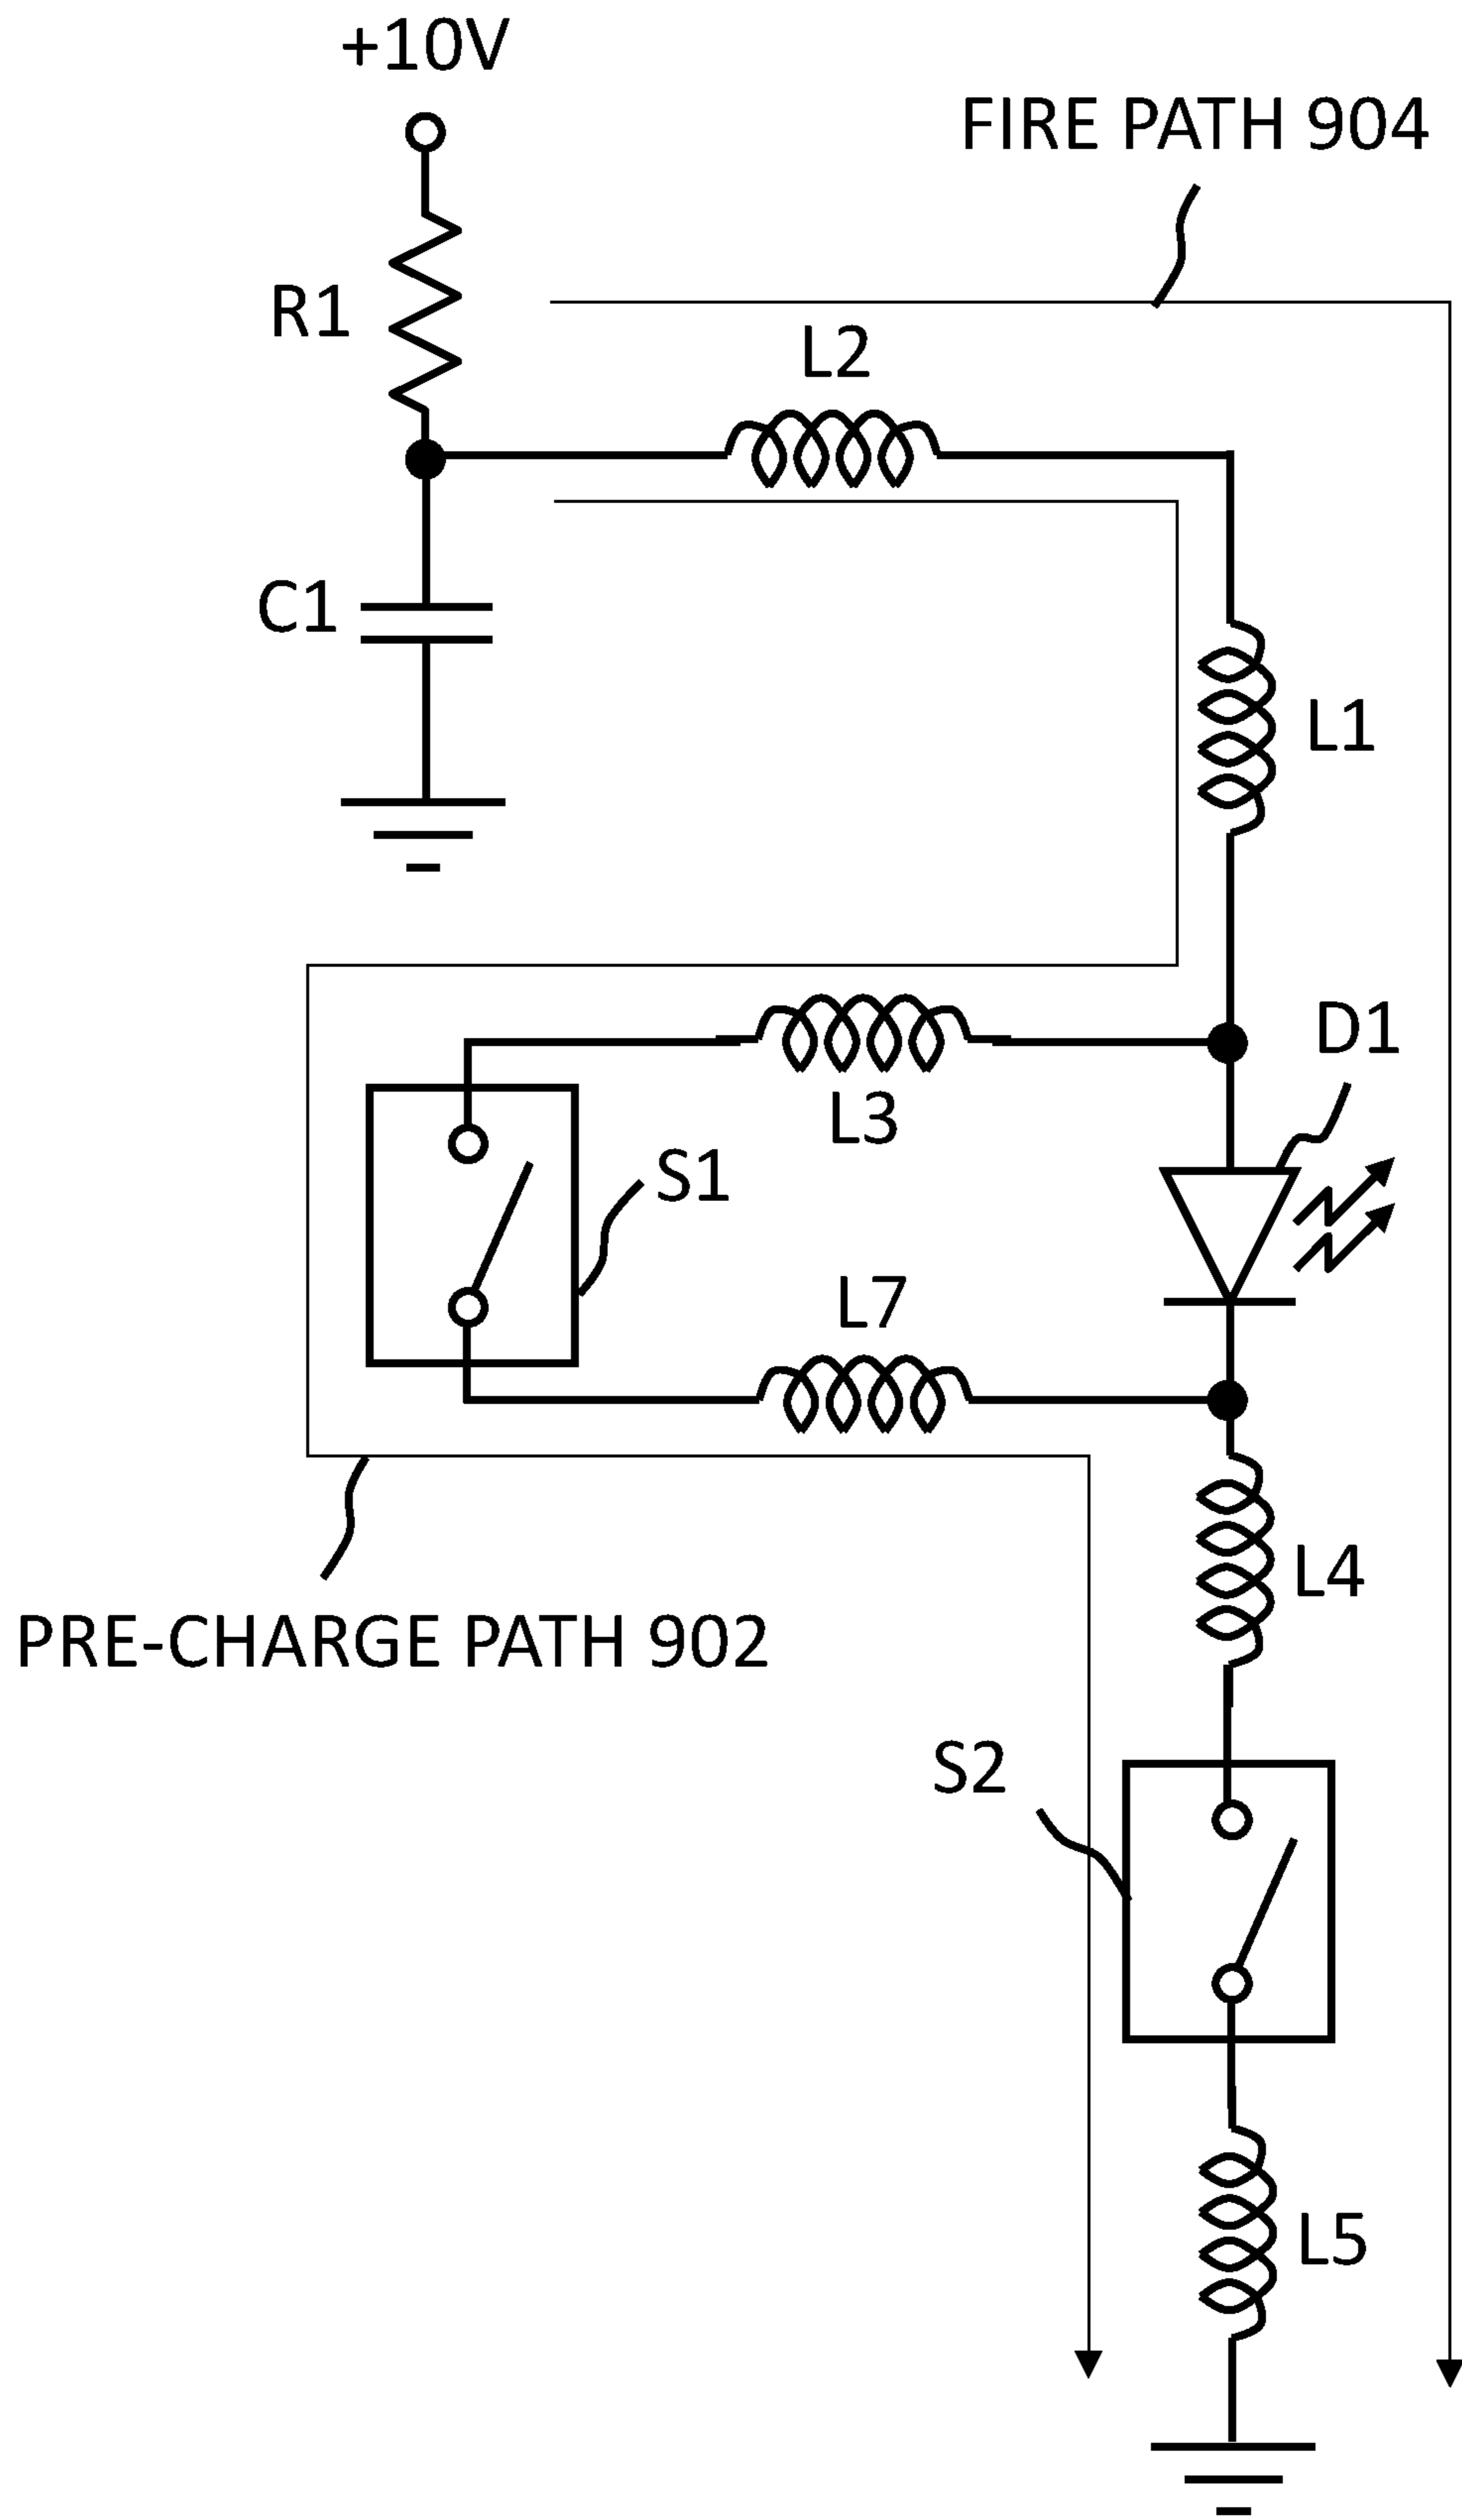 +10V
FIRE PATH 904
R1
L2
C1
L1
D1
L3
S1
L7
L4
PRE-CHARGE PATH 902
S2
L5